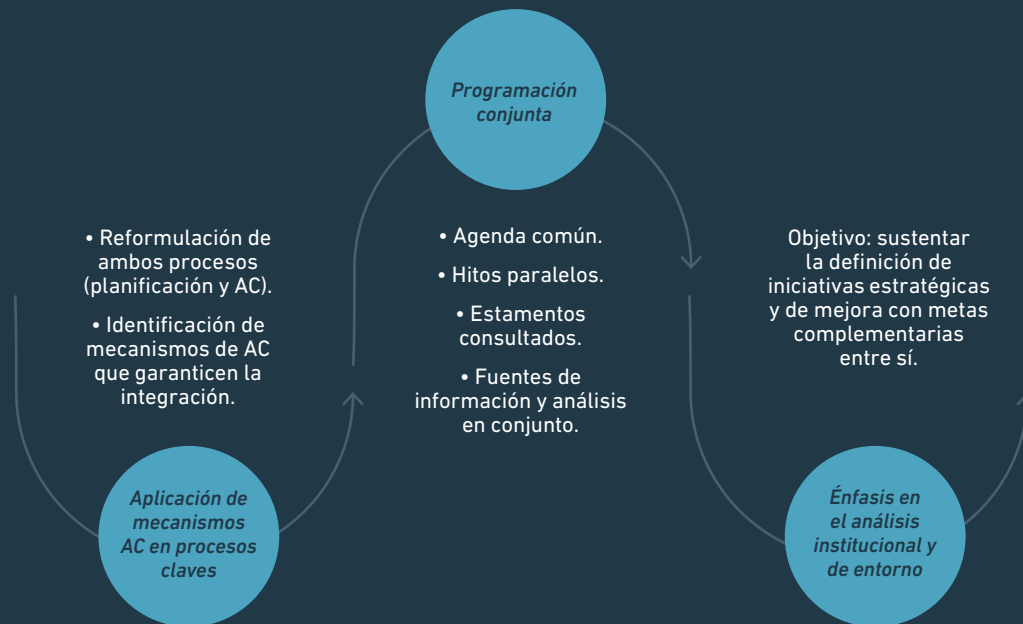 • Reformulación de
ambos procesos
(planificación y AC).
• Identificación de
mecanismos de AC
que garanticen la
integración.
Aplicación de
mecanismos
AC en procesos
claves
Programación
conjunta
• Agenda común.
• Hitos paralelos.
• Estamentos
consultados.
• Fuentes de
información y análisis
en conjunto.
Objetivo: sustentar
la definición de
iniciativas estratégicas
y de mejora con metas
complementarias
entre sí.
Énfasis en
el análisis
institucional y
de entorno